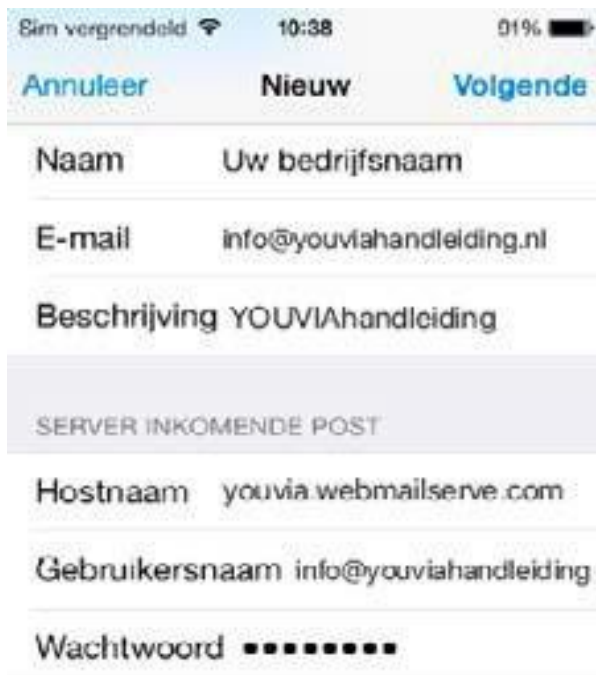 Sim vergrendeld 10:38 91%
Annuleer Nieuw Volgende
Naam Uw bedrijfsnaam
E-mail info@youviahandleiding.nl
Beschrijving YOUVIAhandleiding
SERVER INKOMENDE POST
Hostnaam youvia.webmailserve.com
Gebruikersnaam info@youviahandleiding
Wachtwoord •••••••••